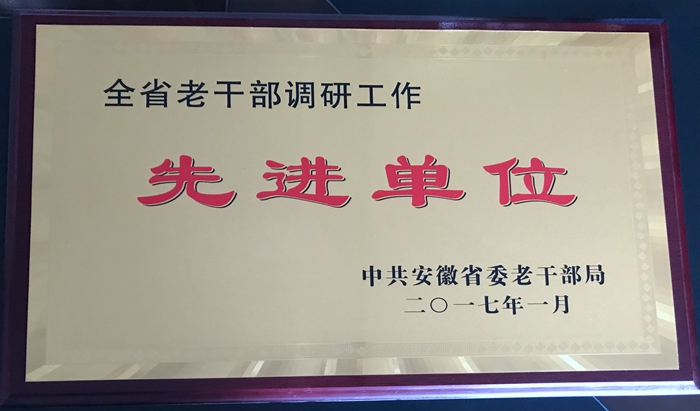 全省老干部调研工作
先进单位
中共安徽省委老干部局
二〇一七年一月